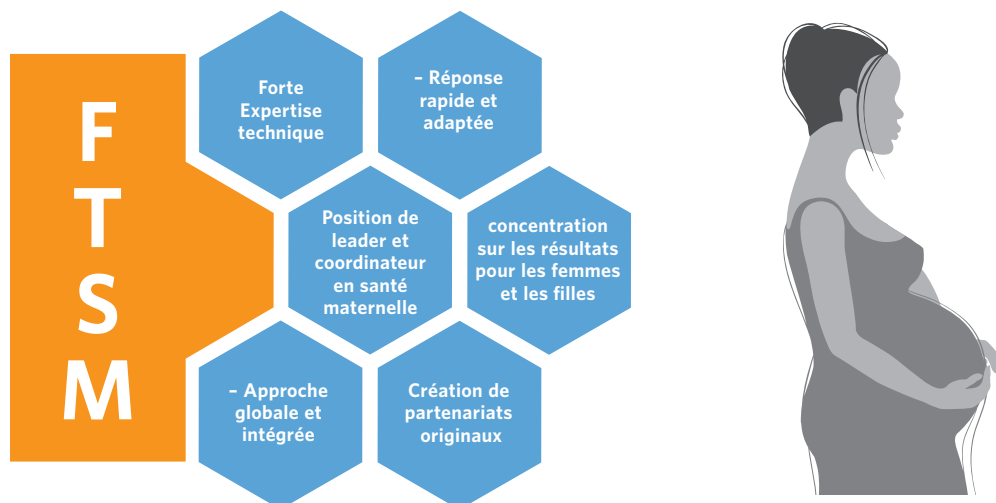 F
T
S
M
Forte
Expertise
technique
– Réponse
rapide et
adaptée
Position de
leader et
coordinateur
en santé
maternelle
concentration
sur les résultats
pour les femmes
et les filles
– Approche
globale et
intégrée
Création de
partenariats
originaux